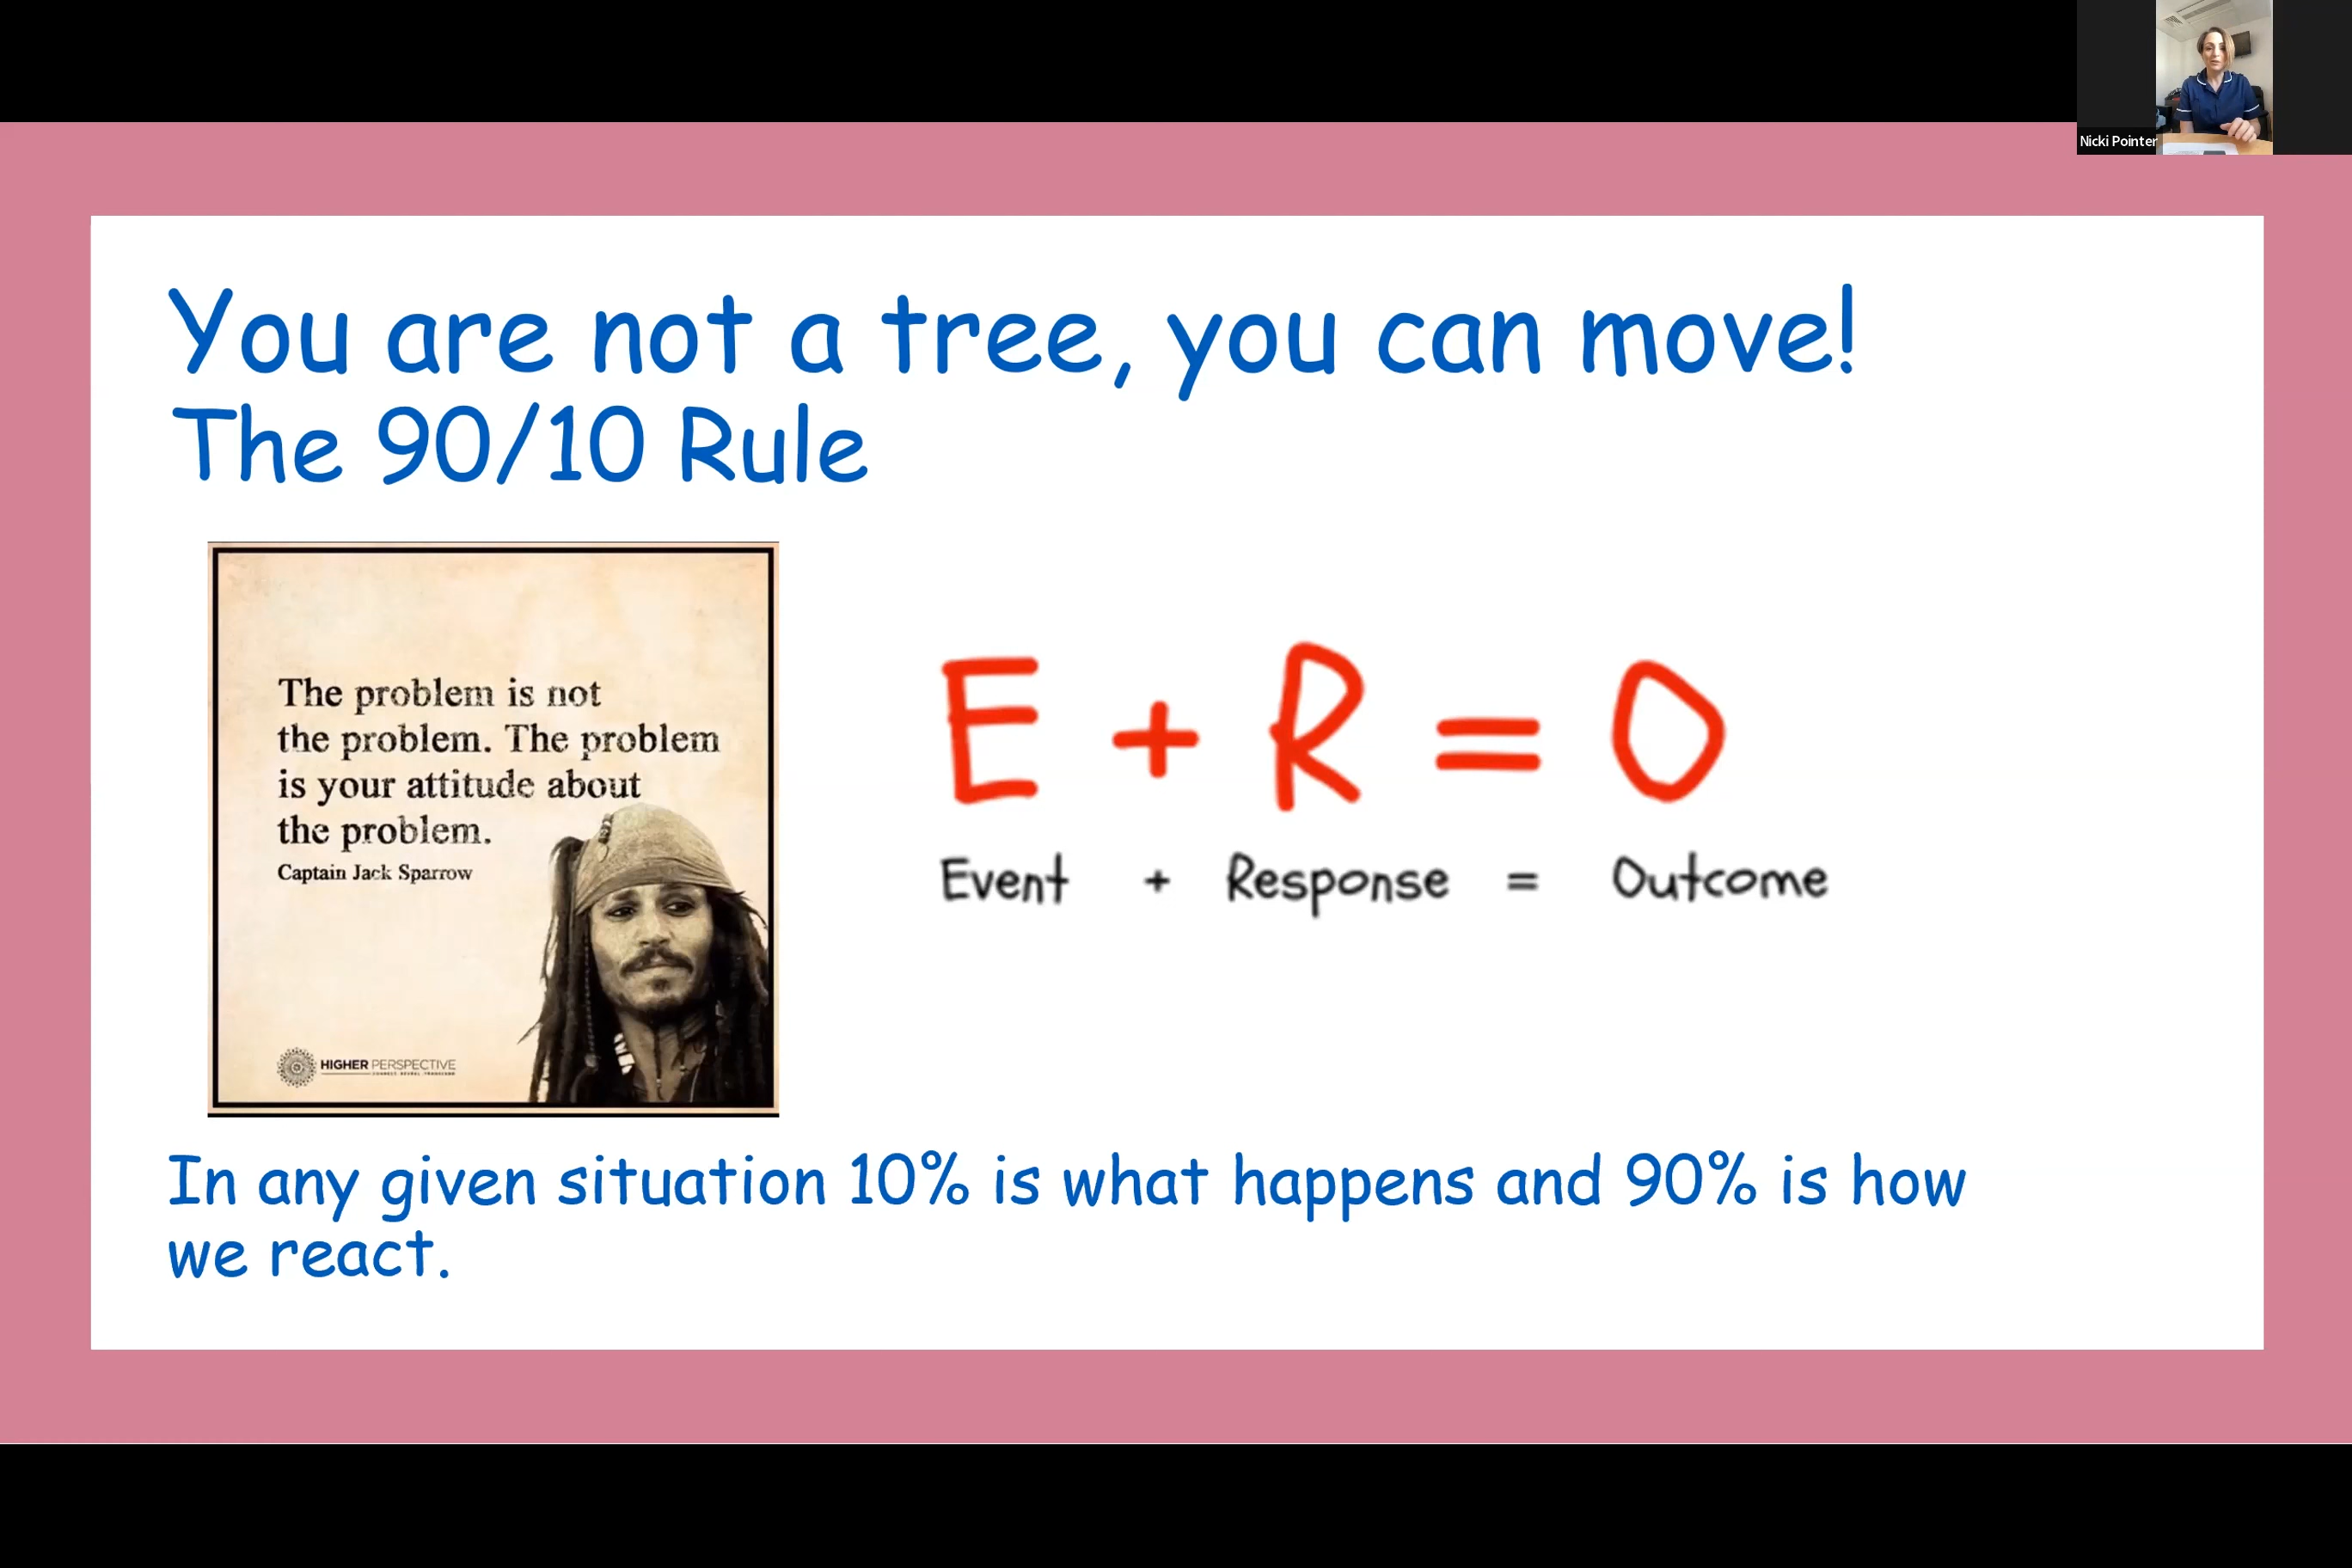 Nicki Pointer
You are not a tree, you can move!
The 90/10 Rule
The problem is not
the problem. The problem
is your attitude about
the problem.
Captain Jack Sparrow
HIGHER PERSPECTIVE
E + R = O
Event + Response = Outcome
In any given situation 10% is what happens and 90% is how
we react.